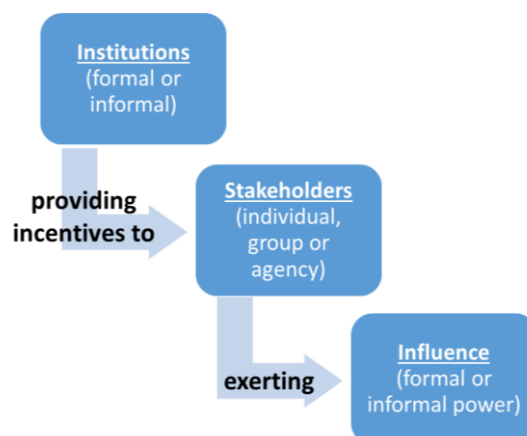 Institutions
(formal or
informal)
providing
incentives to
Stakeholders
(individual,
group or
agency)
exerting
Influence
(formal or
informal power)